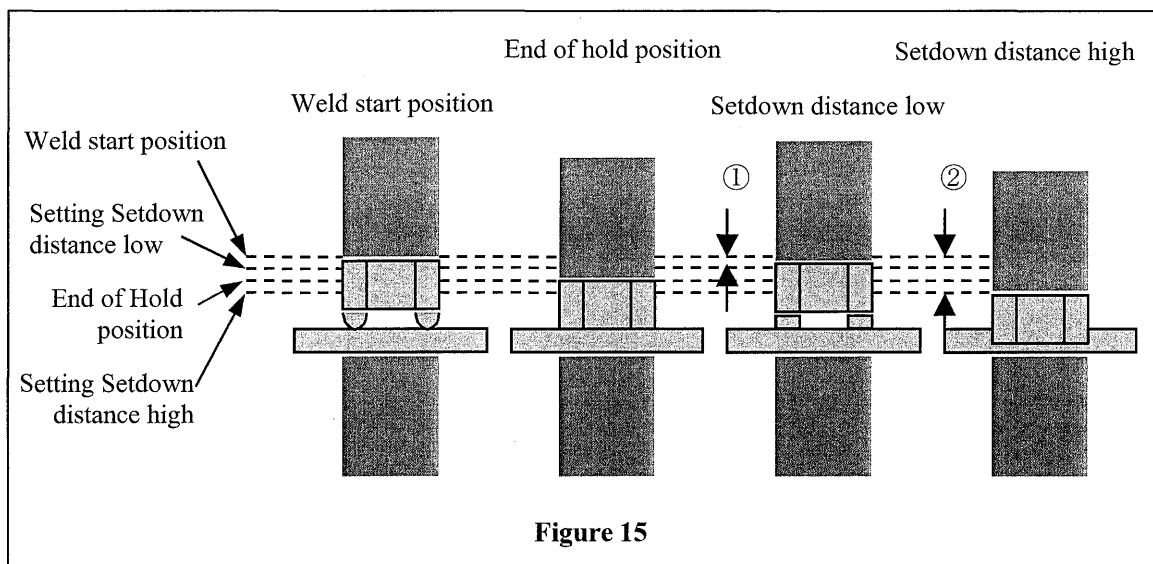 End of hold position
Setdown distance high
Weld start position
Setdown distance low
Weld start position
①
②
Setting Setdown
distance low
End of Hold
position
Setting Setdown
distance high
Figure 15